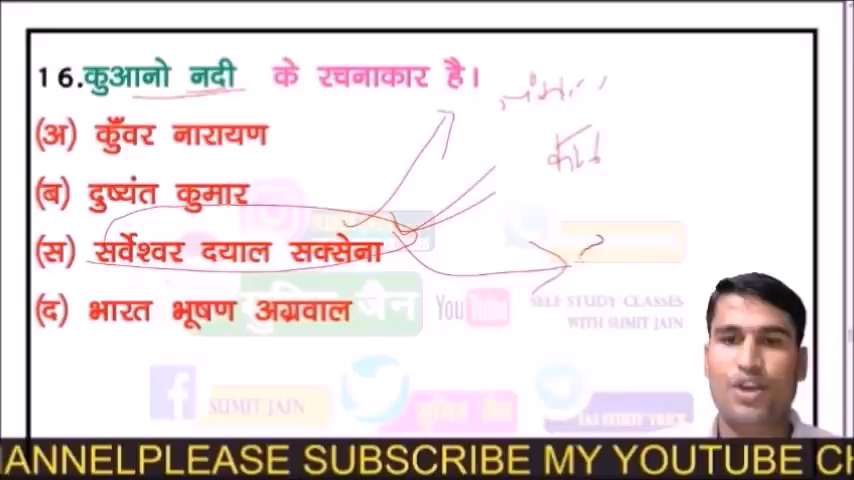 16.कुआनो नदी के रचनाकार है।
(अ) कुँवर नारायण
(ब) दुष्यंत कुमार
(स) सर्वेश्वर दयाल सक्सेना
(द) भारत भूषण अग्रवाल
सुमित जैन
YouTube
SELF STUDY CLASSES
WITH SUMIT JAIN
SUMIT JAIN
सुमित जैन
ANNELPLEASE SUBSCRIBE MY YOUTUBE CH